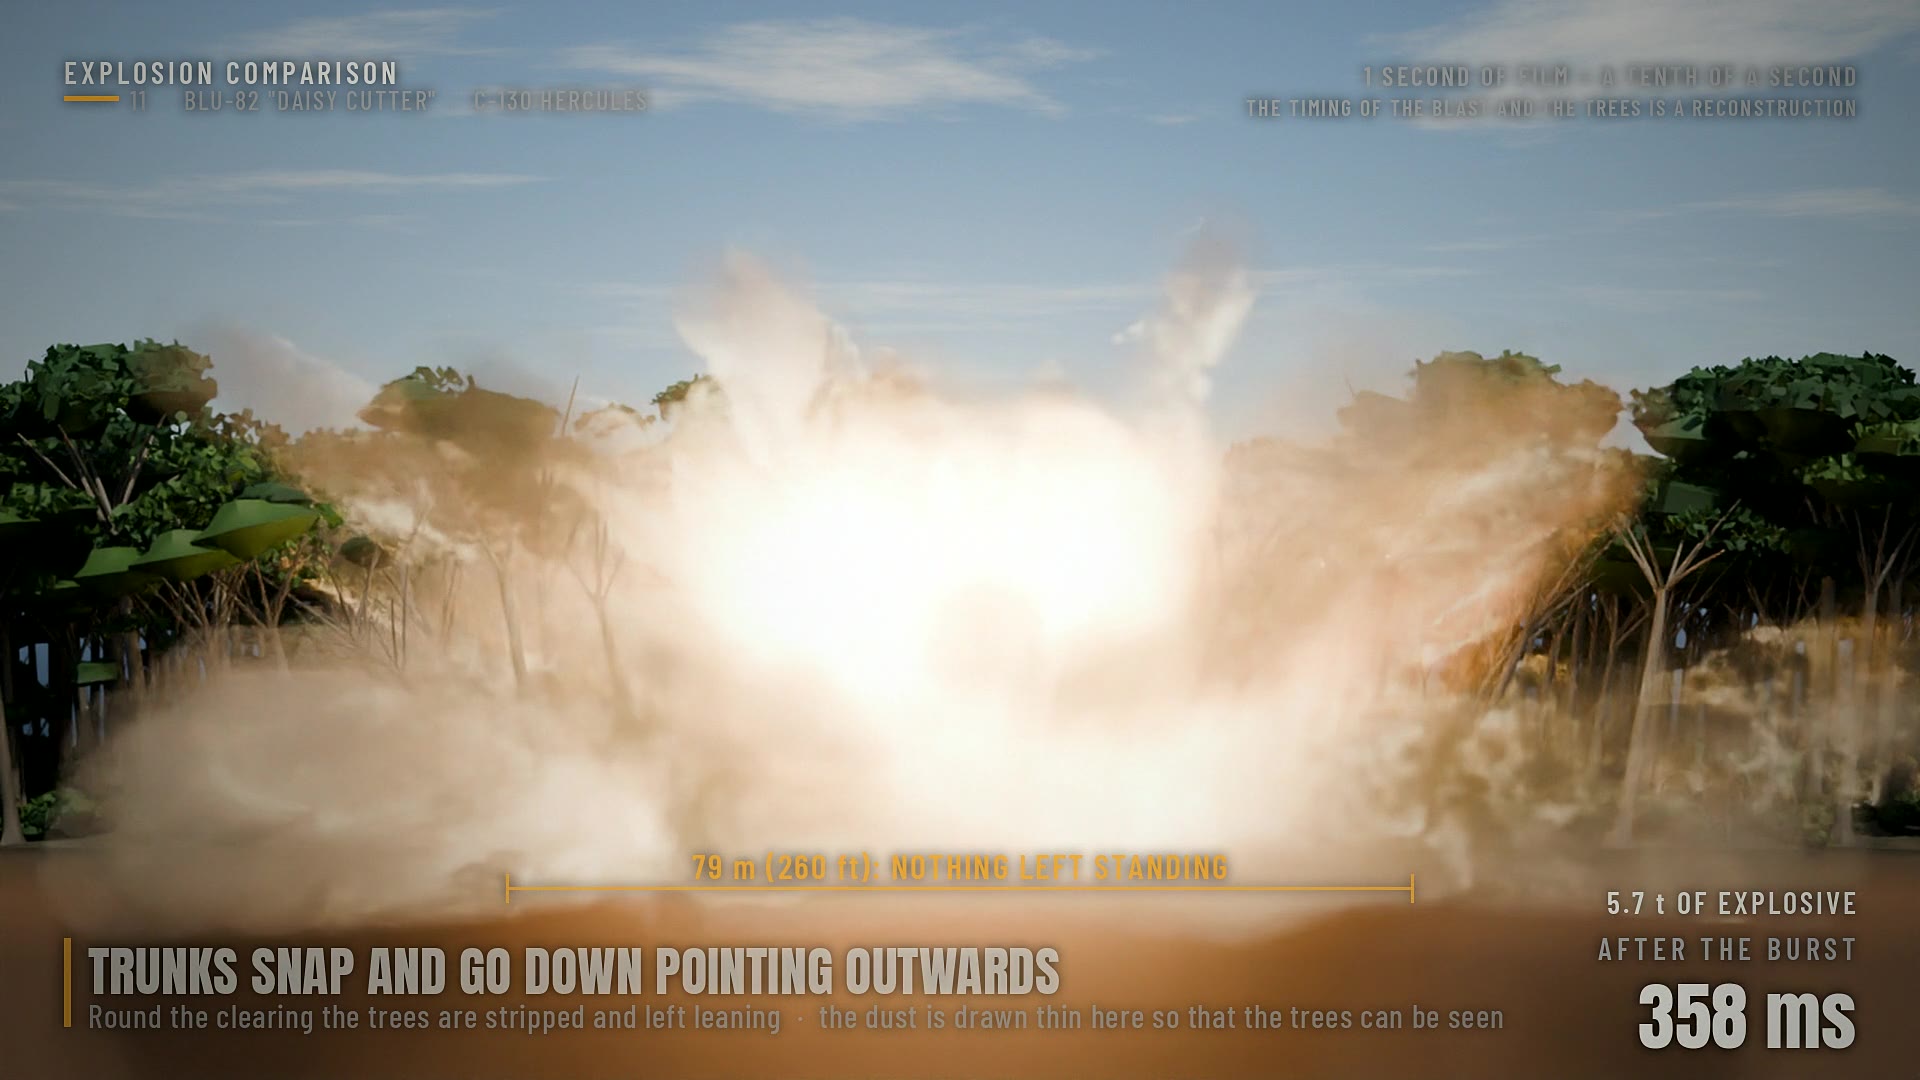 EXPLOSION COMPARISON
11 BLU-82 "DAISY CUTTER" C-130 HERCULES
1 SECOND OF FILM = A TENTH OF A SECOND
THE TIMING OF THE BLAST AND THE TREES IS A RECONSTRUCTION
79 m (260 ft): NOTHING LEFT STANDING
5.7 t OF EXPLOSIVE
AFTER THE BURST
358 ms
TRUNKS SNAP AND GO DOWN POINTING OUTWARDS
Round the clearing the trees are stripped and left leaning · the dust is drawn thin here so that the trees can be seen